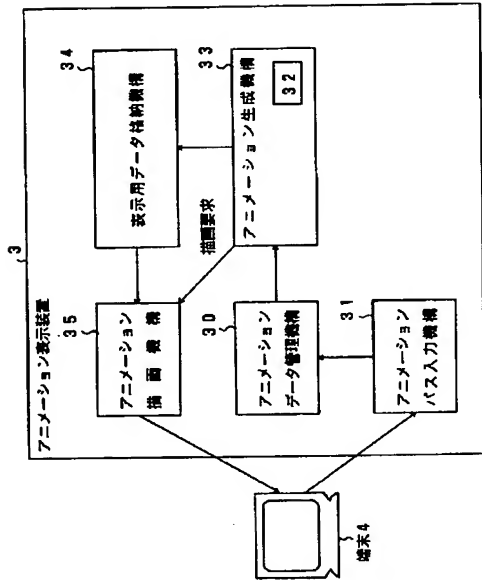 3
アニメーション表示装置
35
アニメーション
描画機構
34
表示用データ格納機構
描画要求
30
アニメーション
データ管理機構
33
アニメーション生成機構
32
31
アニメーション
パス入力機構
端末4